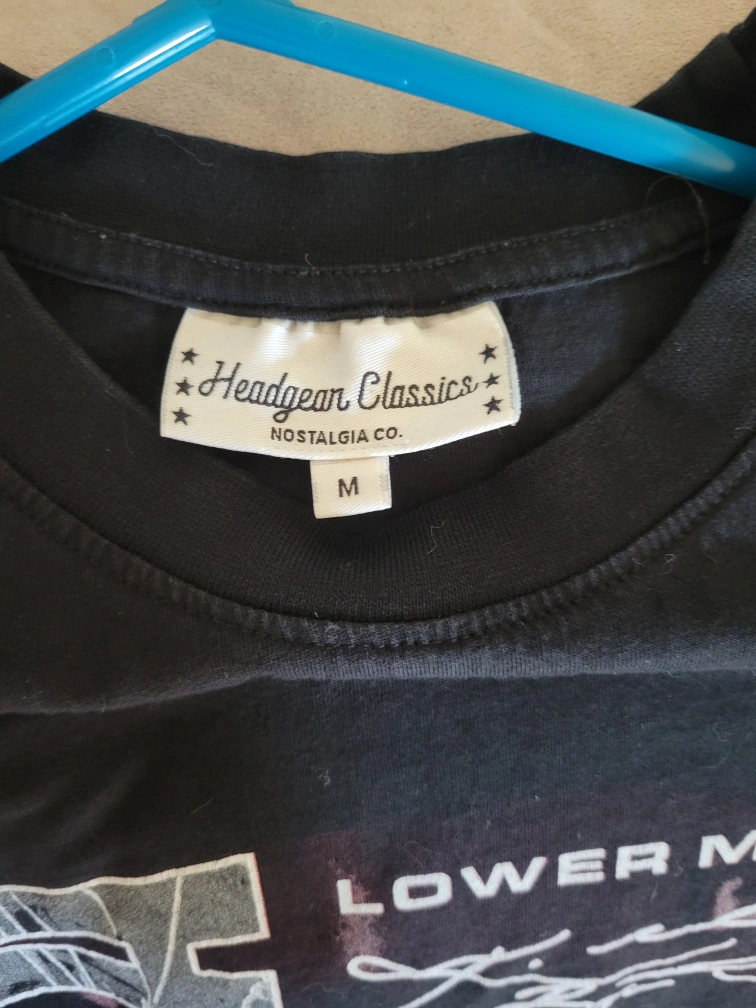 Headgear Classics
NOSTALGIA CO.
M
LOWER